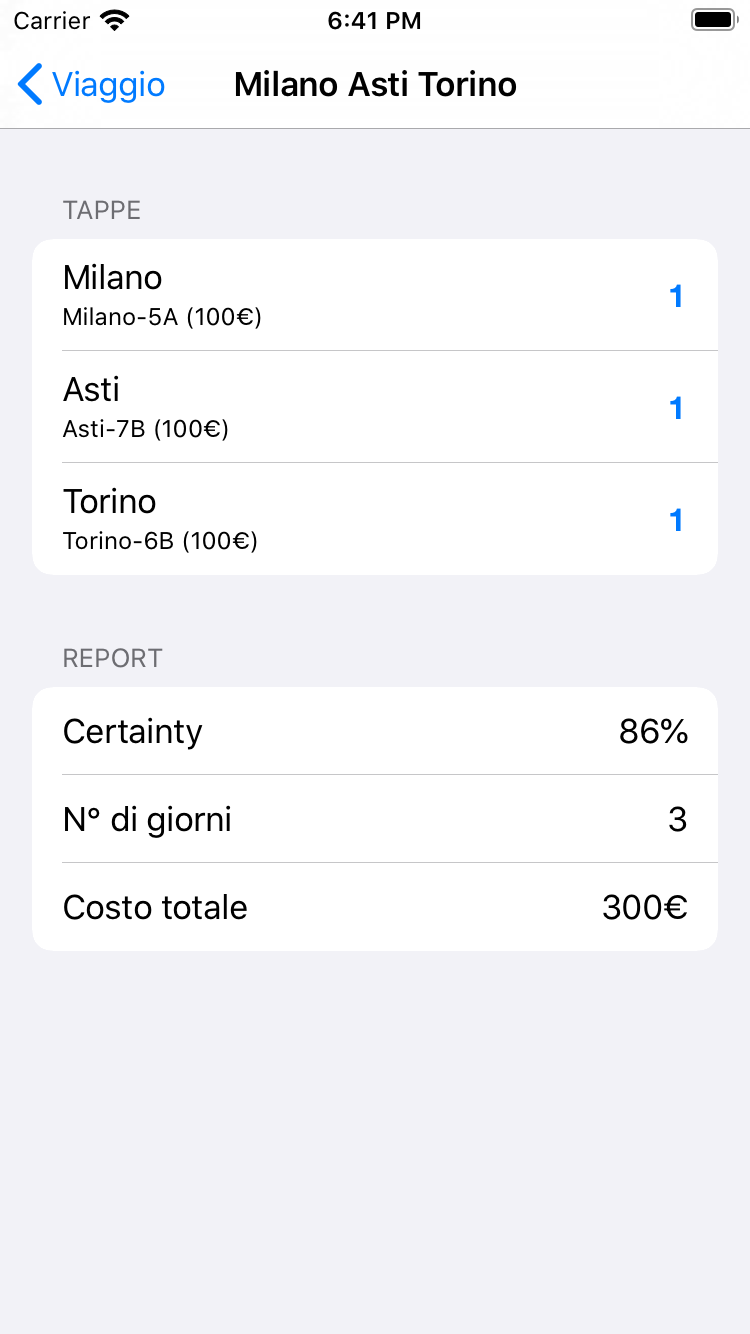 Carrier 6:41 PM
Viaggio Milano Asti Torino
TAPPE
Milano
Milano-5A (100€)
1
Asti
Asti-7B (100€)
1
Torino
Torino-6B (100€)
1
REPORT
Certainty 86%
N° di giorni 3
Costo totale 300€